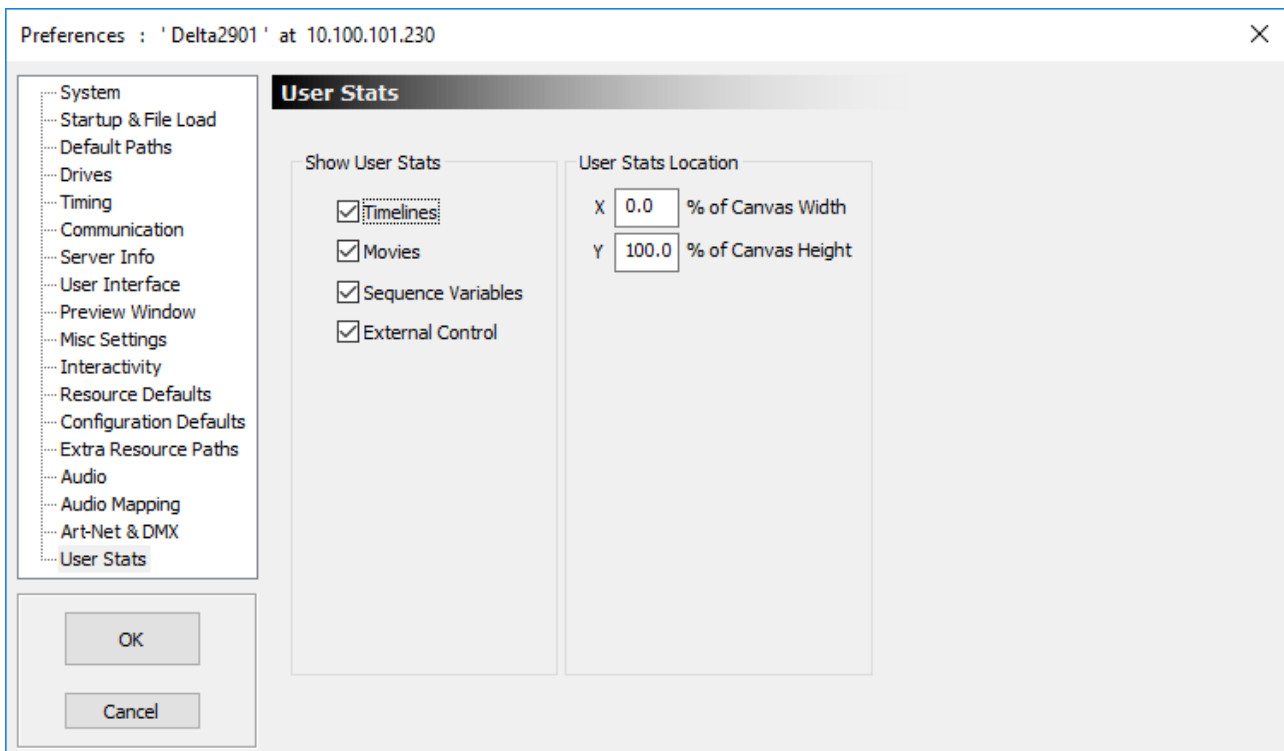 Preferences : 'Delta2901' at 10.100.101.230
System
Startup & File Load
Default Paths
Drives
Timing
Communication
Server Info
User Interface
Preview Window
Misc Settings
Interactivity
Resource Defaults
Configuration Defaults
Extra Resource Paths
Audio
Audio Mapping
Art-Net & DMX
User Stats
OK
Cancel
User Stats
Show User Stats
Timelines
Movies
Sequence Variables
External Control
User Stats Location
X 0.0 % of Canvas Width
Y 100.0 % of Canvas Height